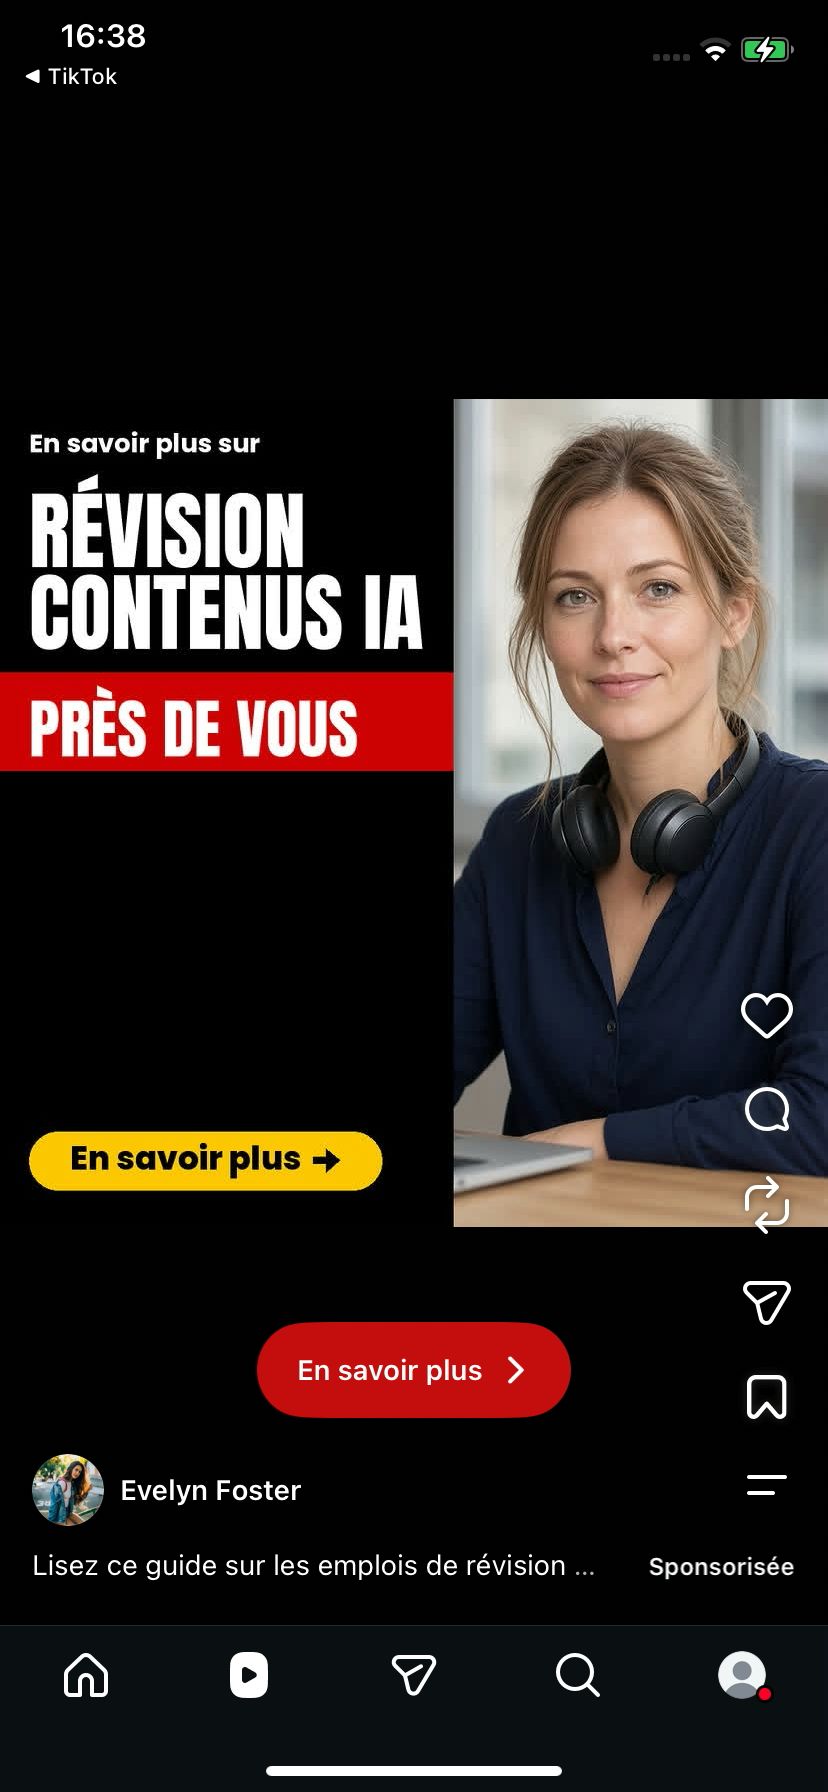 16:38
◀ TikTok
En savoir plus sur
RÉVISION
CONTENUS IA
PRÈS DE VOUS
En savoir plus ➔
En savoir plus
Evelyn Foster
Lisez ce guide sur les emplois de révision ...
Sponsorisée